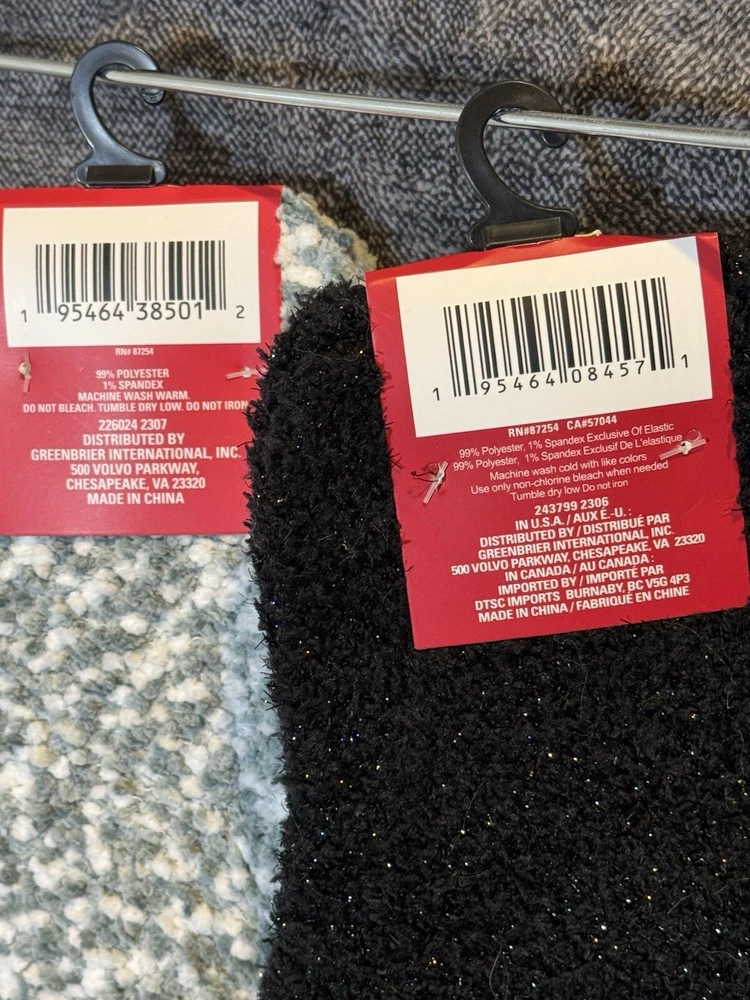 1 95464 38501 2
RN# 87254
99% POLYESTER
1% SPANDEX
MACHINE WASH WARM.
DO NOT BLEACH. TUMBLE DRY LOW. DO NOT IRON
226024 2307
DISTRIBUTED BY
GREENBRIER INTERNATIONAL, INC.
500 VOLVO PARKWAY,
CHESAPEAKE, VA 23320
MADE IN CHINA
1 95464 08457 1
RN#87254 CA#57044
99% Polyester, 1% Spandex Exclusive Of Elastic
99% Polyester, 1% Spandex Exclusif De L'elastique
Machine wash cold with like colors
Use only non-chlorine bleach when needed
Tumble dry low Do not iron
243799 2306
IN U.S.A. / AUX É.-U. :
DISTRIBUTED BY / DISTRIBUÉ PAR
GREENBRIER INTERNATIONAL, INC.
500 VOLVO PARKWAY, CHESAPEAKE, VA 23320
IN CANADA / AU CANADA :
IMPORTED BY / IMPORTÉ PAR
DTSC IMPORTS BURNABY, BC V5G 4P3
MADE IN CHINA / FABRIQUÉ EN CHINE